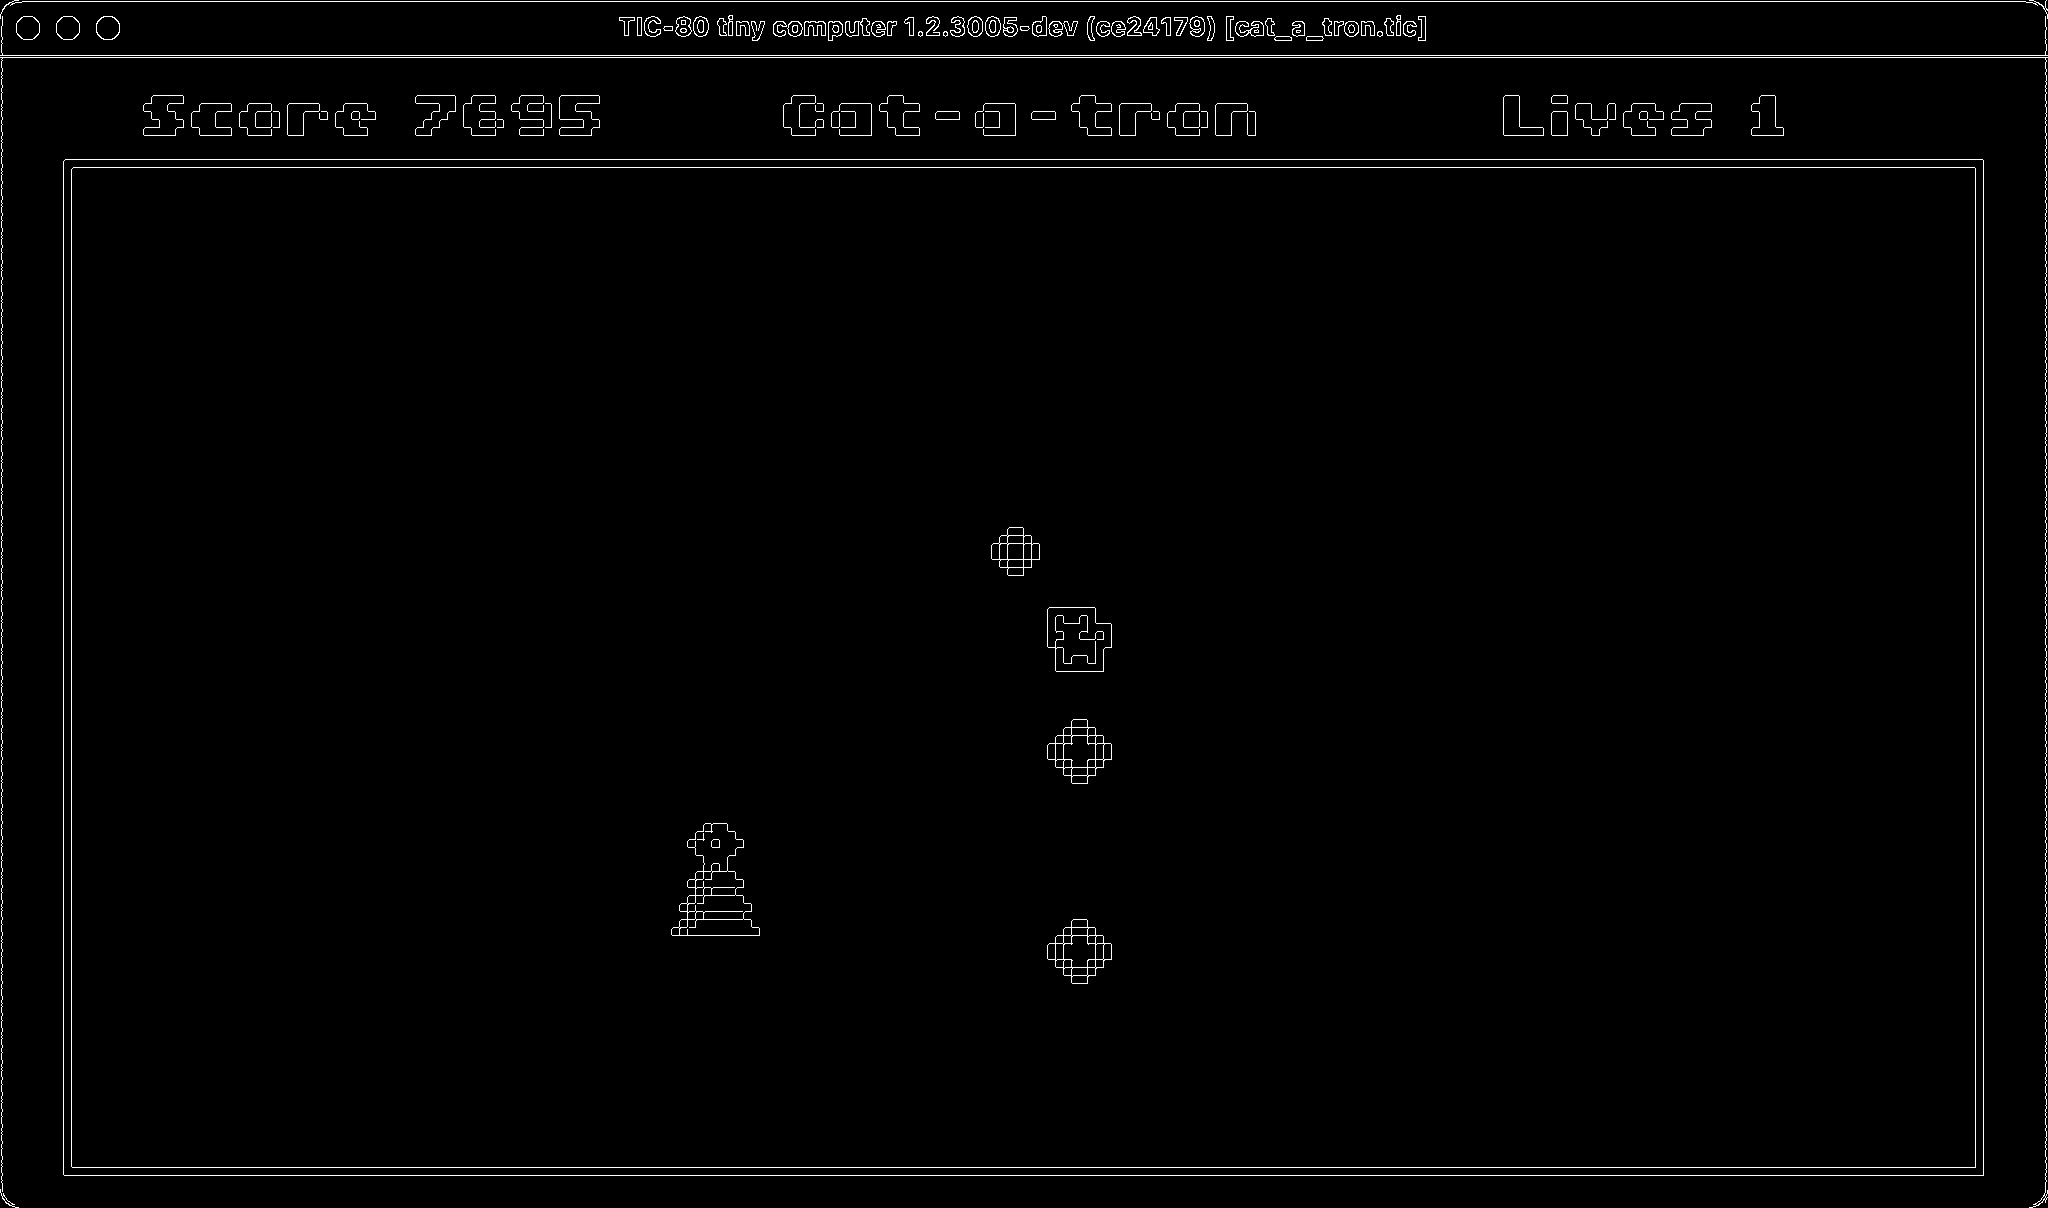 TIC-80 tiny computer 1.2.3005-dev (ce24179) [cat_a_tron.tic]
Score 7695 Cat-a-tron Lives 1